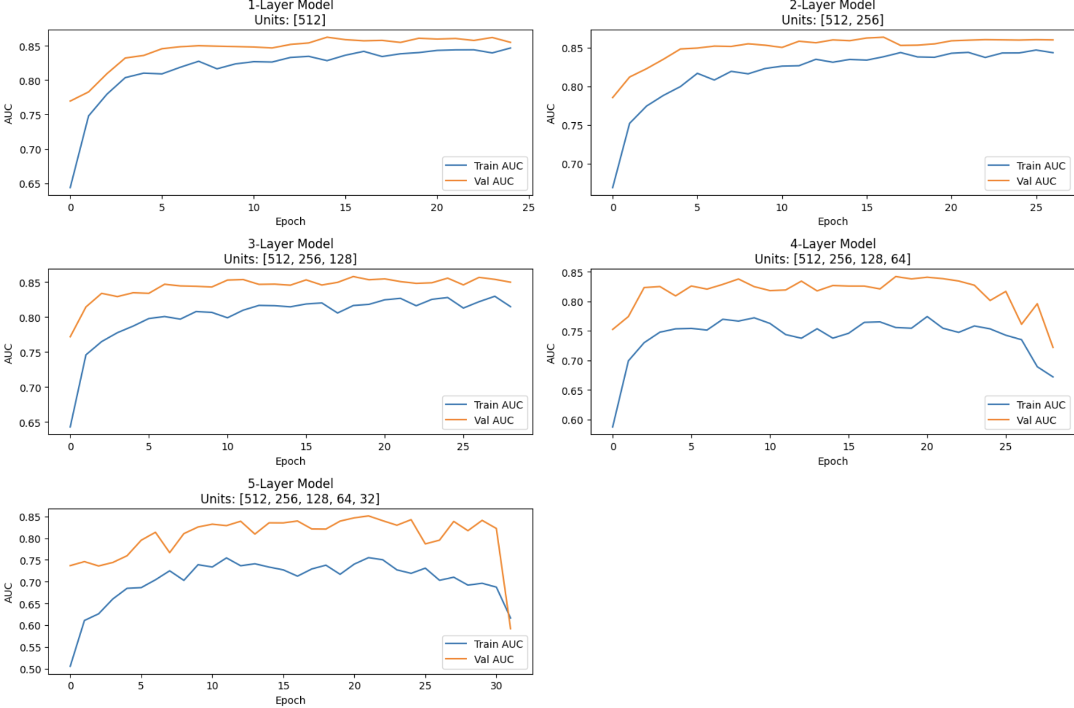 1-Layer Model
Units: [512]
0.85
0.80
0.75
0.70
0.65
AUC
0
5
10
15
20
25
Epoch
Train AUC
Val AUC
2-Layer Model
Units: [512, 256]
0.85
0.80
0.75
0.70
AUC
0
5
10
15
20
25
Epoch
Train AUC
Val AUC
3-Layer Model
Units: [512, 256, 128]
0.85
0.80
0.75
0.70
0.65
AUC
0
5
10
15
20
25
Epoch
Train AUC
Val AUC
4-Layer Model
Units: [512, 256, 128, 64]
0.85
0.80
0.75
0.70
0.65
0.60
AUC
0
5
10
15
20
25
Epoch
Train AUC
Val AUC
5-Layer Model
Units: [512, 256, 128, 64, 32]
0.85
0.80
0.75
0.70
0.65
0.60
0.55
0.50
AUC
0
5
10
15
20
25
30
Epoch
Train AUC
Val AUC